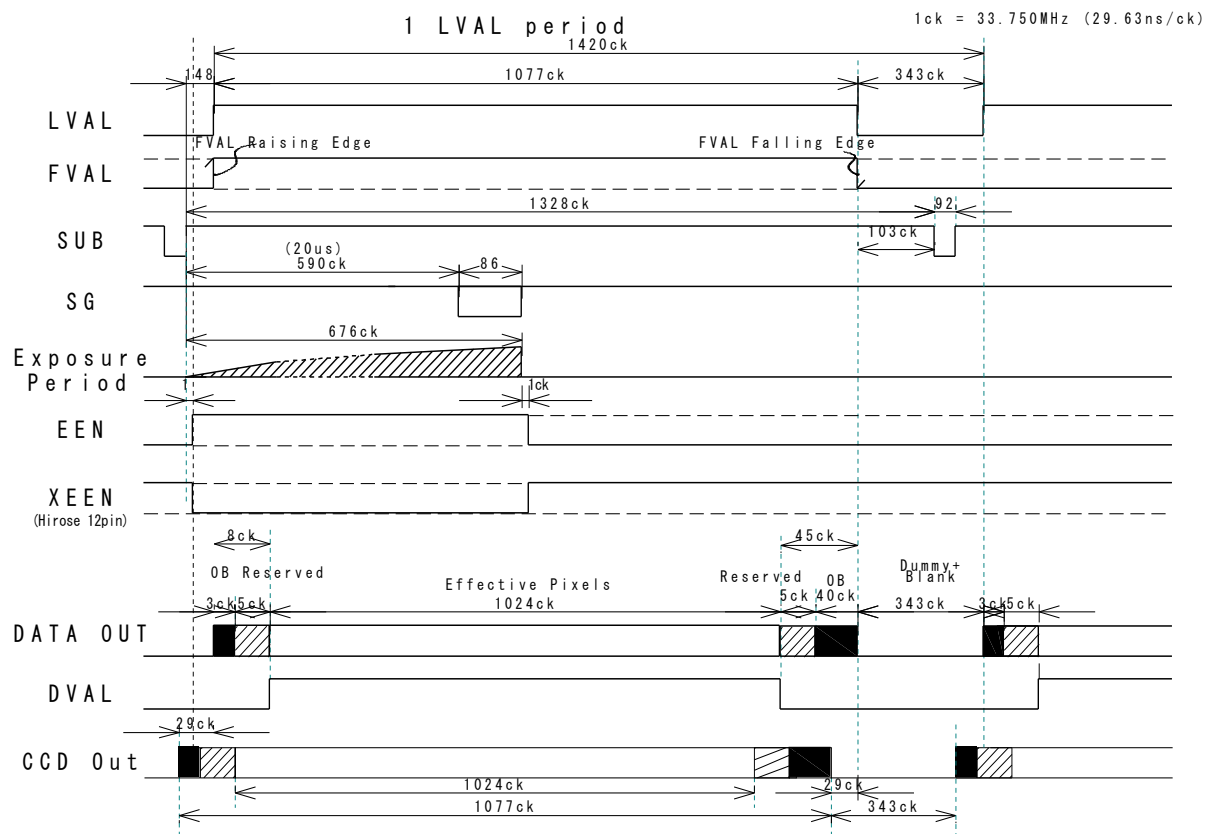 1 LVAL period
1ck = 33.750MHz (29.63ns/ck)
1420ck
148
1077ck
343ck
LVAL
FVAL Raising Edge
FVAL Falling Edge
FVAL
1328ck
92
SUB
103ck
(20us)
590ck
86
SG
676ck
Exposure
Period
1
1ck
EEN
XEEN
(Hirose 12pin)
8ck
45ck
OB Reserved
Effective Pixels
Reserved
OB
Dummy+
Blank
3ck
5ck
1024ck
5ck
40ck
343ck
3ck
5ck
DATA OUT
DVAL
29ck
CCD Out
1024ck
29ck
1077ck
343ck